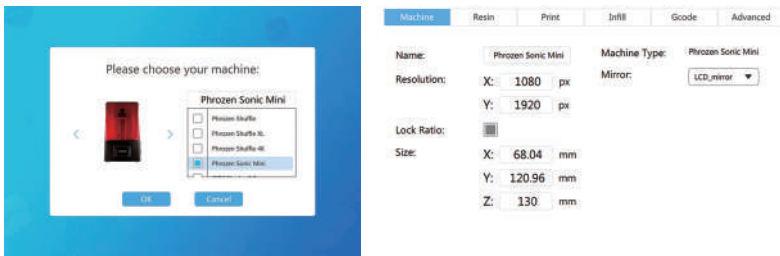 Please choose your machine:
Phrozen Sonic Mini
Phrozen Shuffle
Phrozen Shuffle XL
Phrozen Shuffle 4K
Phrozen Sonic Mini
OK
Cancel
Machine Resin Print Infill Gcode Advanced
Name: Phrozen Sonic Mini Machine Type: Phrozen Sonic Mini
Resolution: X: 1080 px Mirror: LCD_mirror
Y: 1920 px
Lock Ratio:
Size: X: 68.04 mm
Y: 120.96 mm
Z: 130 mm